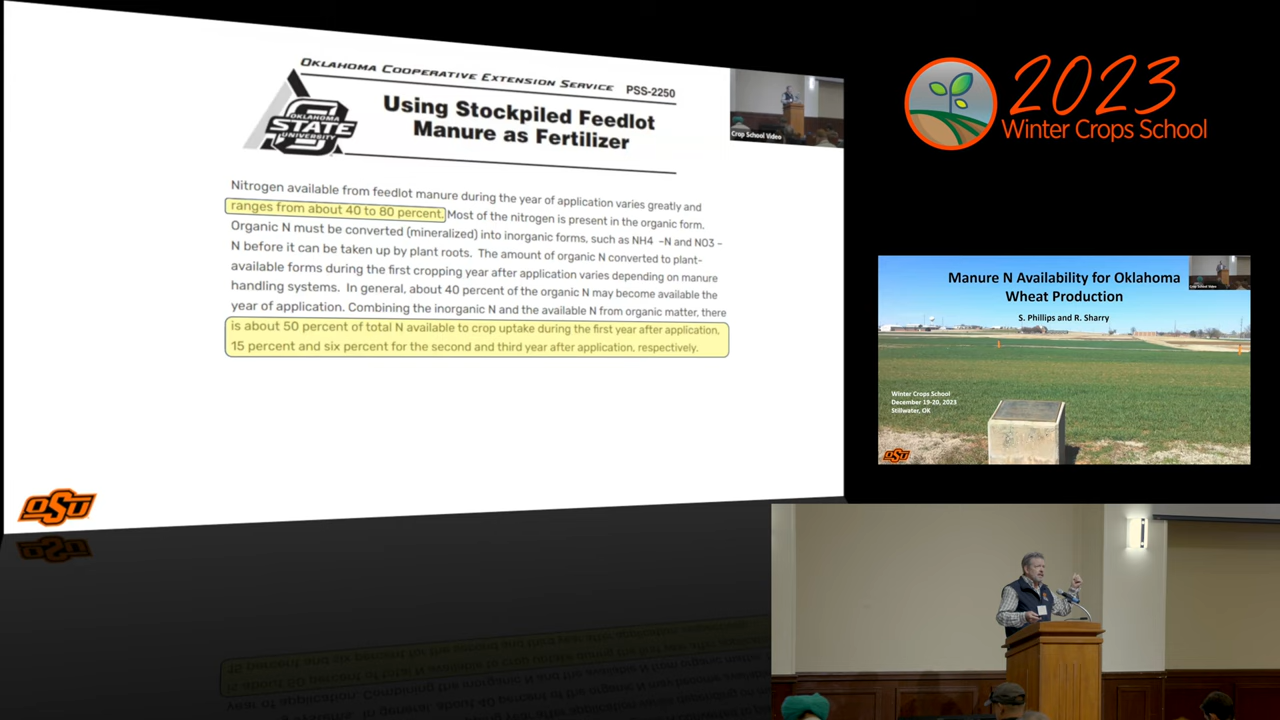 OKLAHOMA COOPERATIVE EXTENSION SERVICE PSS-2250
OKLAHOMA
STATE
UNIVERSITY
Using Stockpiled Feedlot
Manure as Fertilizer
Crop School Video
Nitrogen available from feedlot manure during the year of application varies greatly and
ranges from about 40 to 80 percent. Most of the nitrogen is present in the organic form.
Organic N must be converted (mineralized) into inorganic forms, such as NH4 -N and NO3 -
N before it can be taken up by plant roots. The amount of organic N converted to plant-
available forms during the first cropping year after application varies depending on manure
handling systems. In general, about 40 percent of the organic N may become available the
year of application. Combining the inorganic N and the available N from organic matter, there
is about 50 percent of total N available to crop uptake during the first year after application,
15 percent and six percent for the second and third year after application, respectively.
OSU
2023
Winter Crops School
Manure N Availability for Oklahoma
Wheat Production
S. Phillips and R. Sharry
Winter Crops School
December 19-20, 2023
Stillwater, OK
OSU